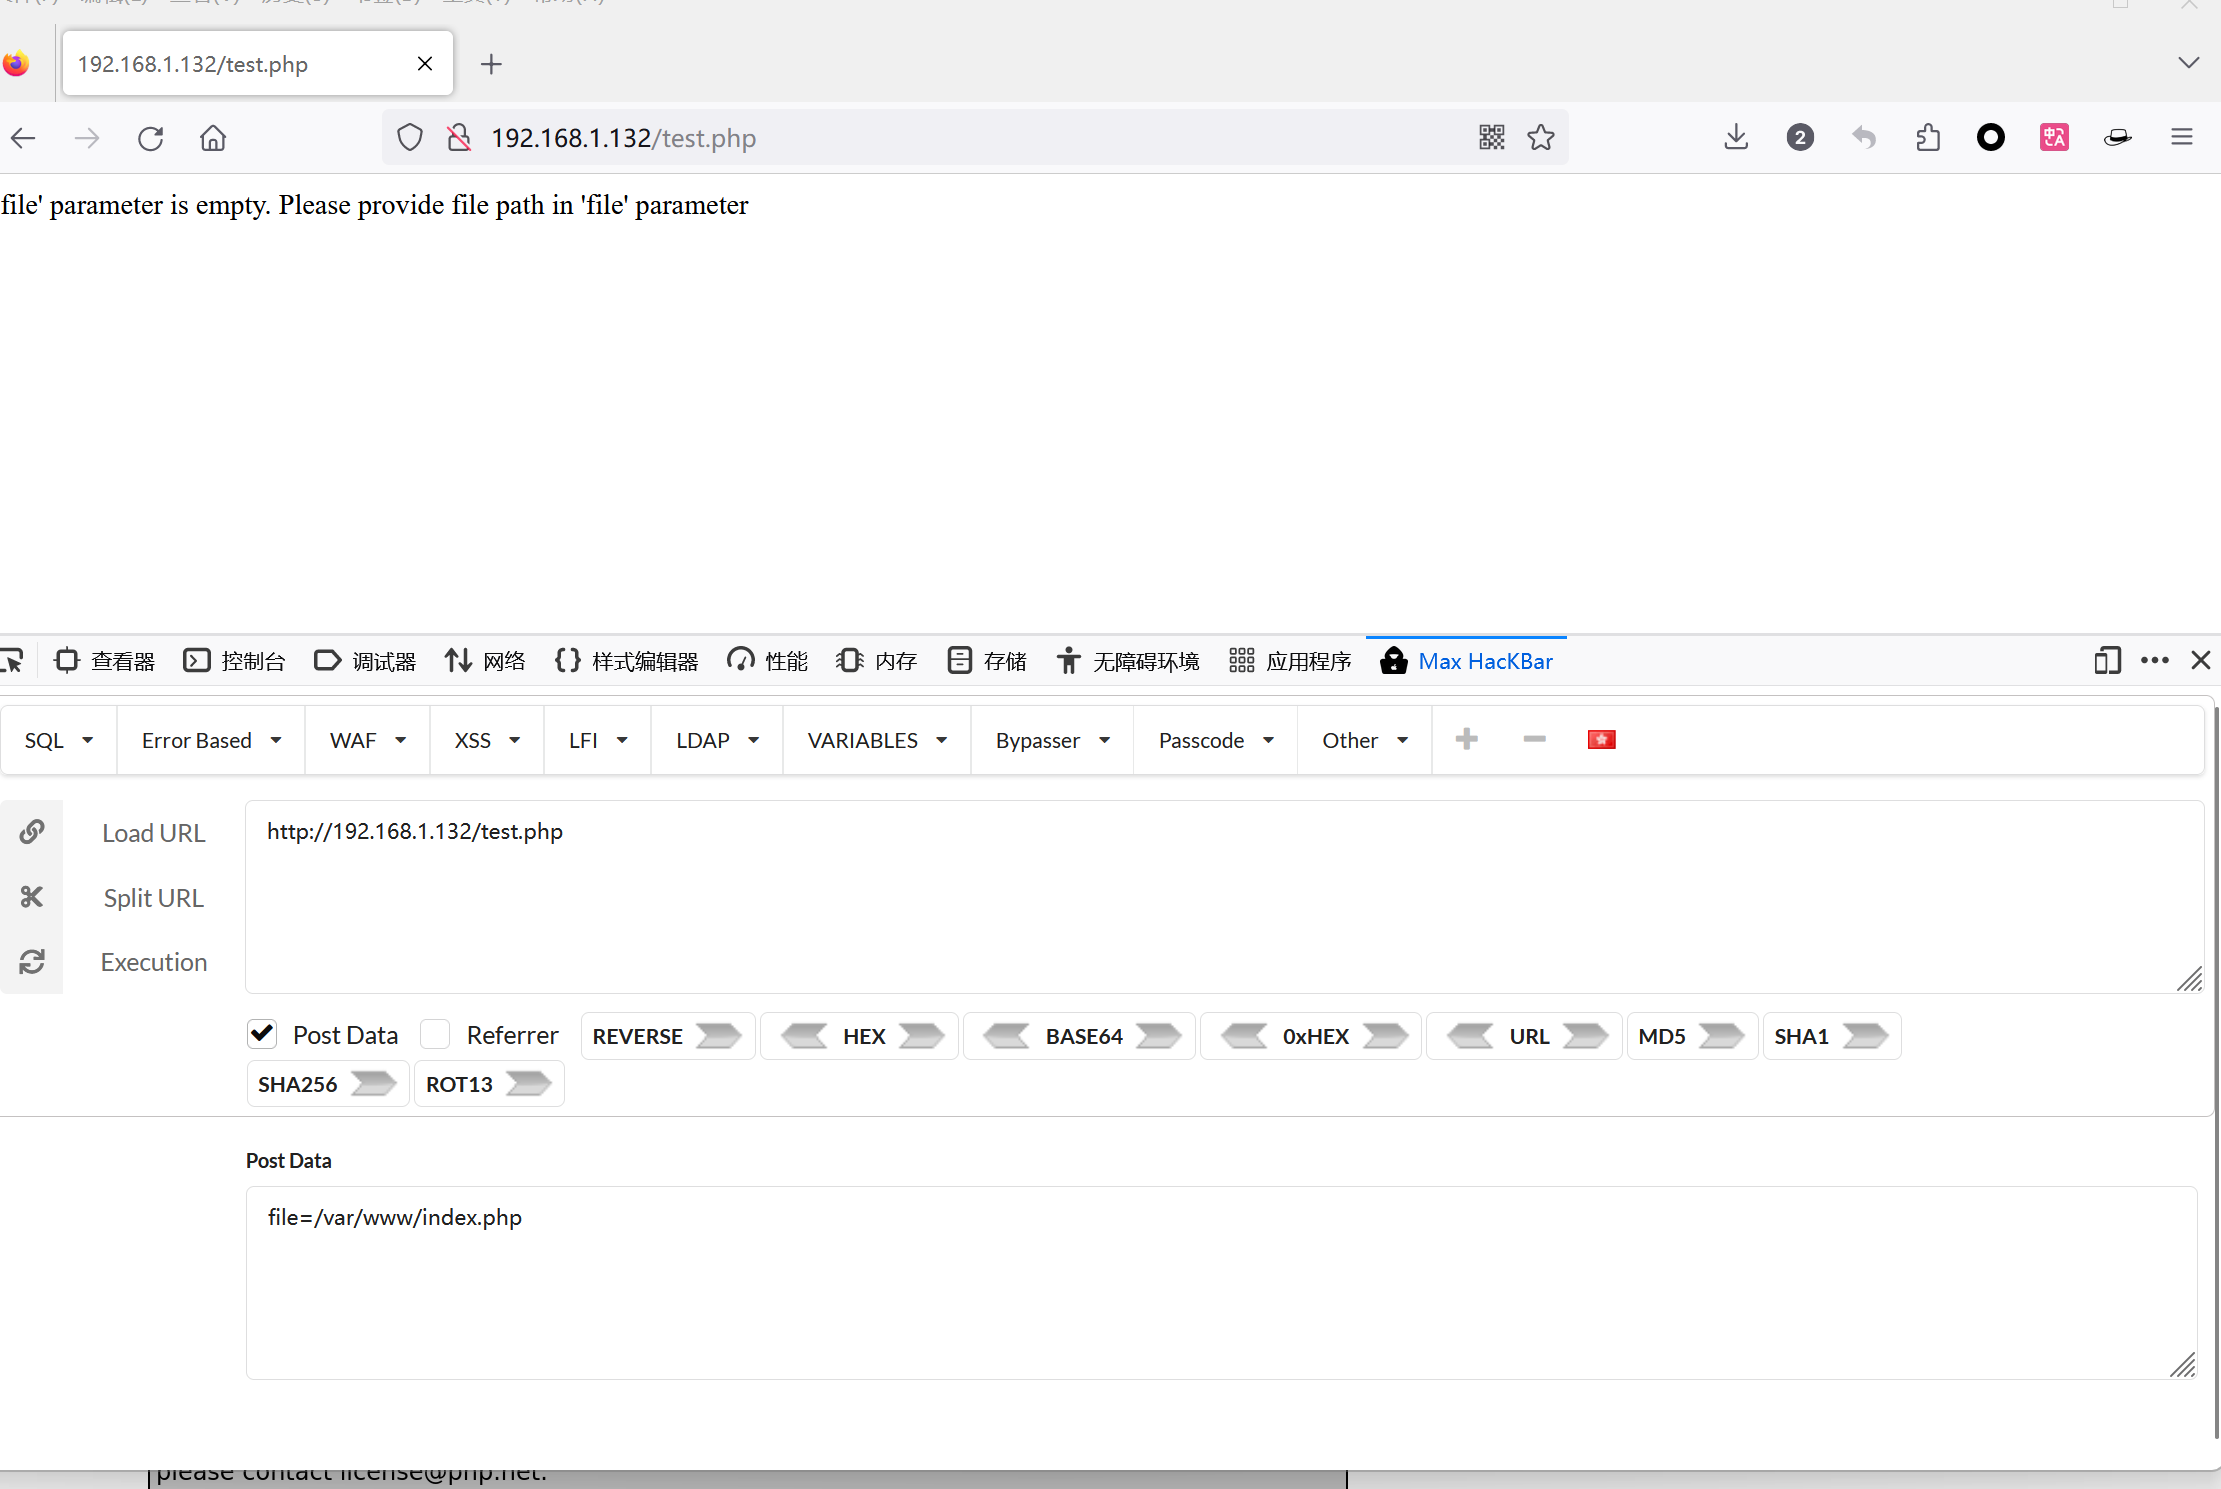 192.168.1.132/test.php
192.168.1.132/test.php
2
file' parameter is empty. Please provide file path in 'file' parameter
查看器 控制台 调试器 网络 {} 样式编辑器 性能 内存 存储 无障碍环境 应用程序 Max HacKBar
SQL Error Based WAF XSS LFI LDAP VARIABLES Bypasser Passcode Other
Load URL
http://192.168.1.132/test.php
Split URL
Execution
Post Data Referrer REVERSE HEX BASE64 0xHEX URL MD5 SHA1
SHA256 ROT13
Post Data
file=/var/www/index.php
please contact license@php.net.